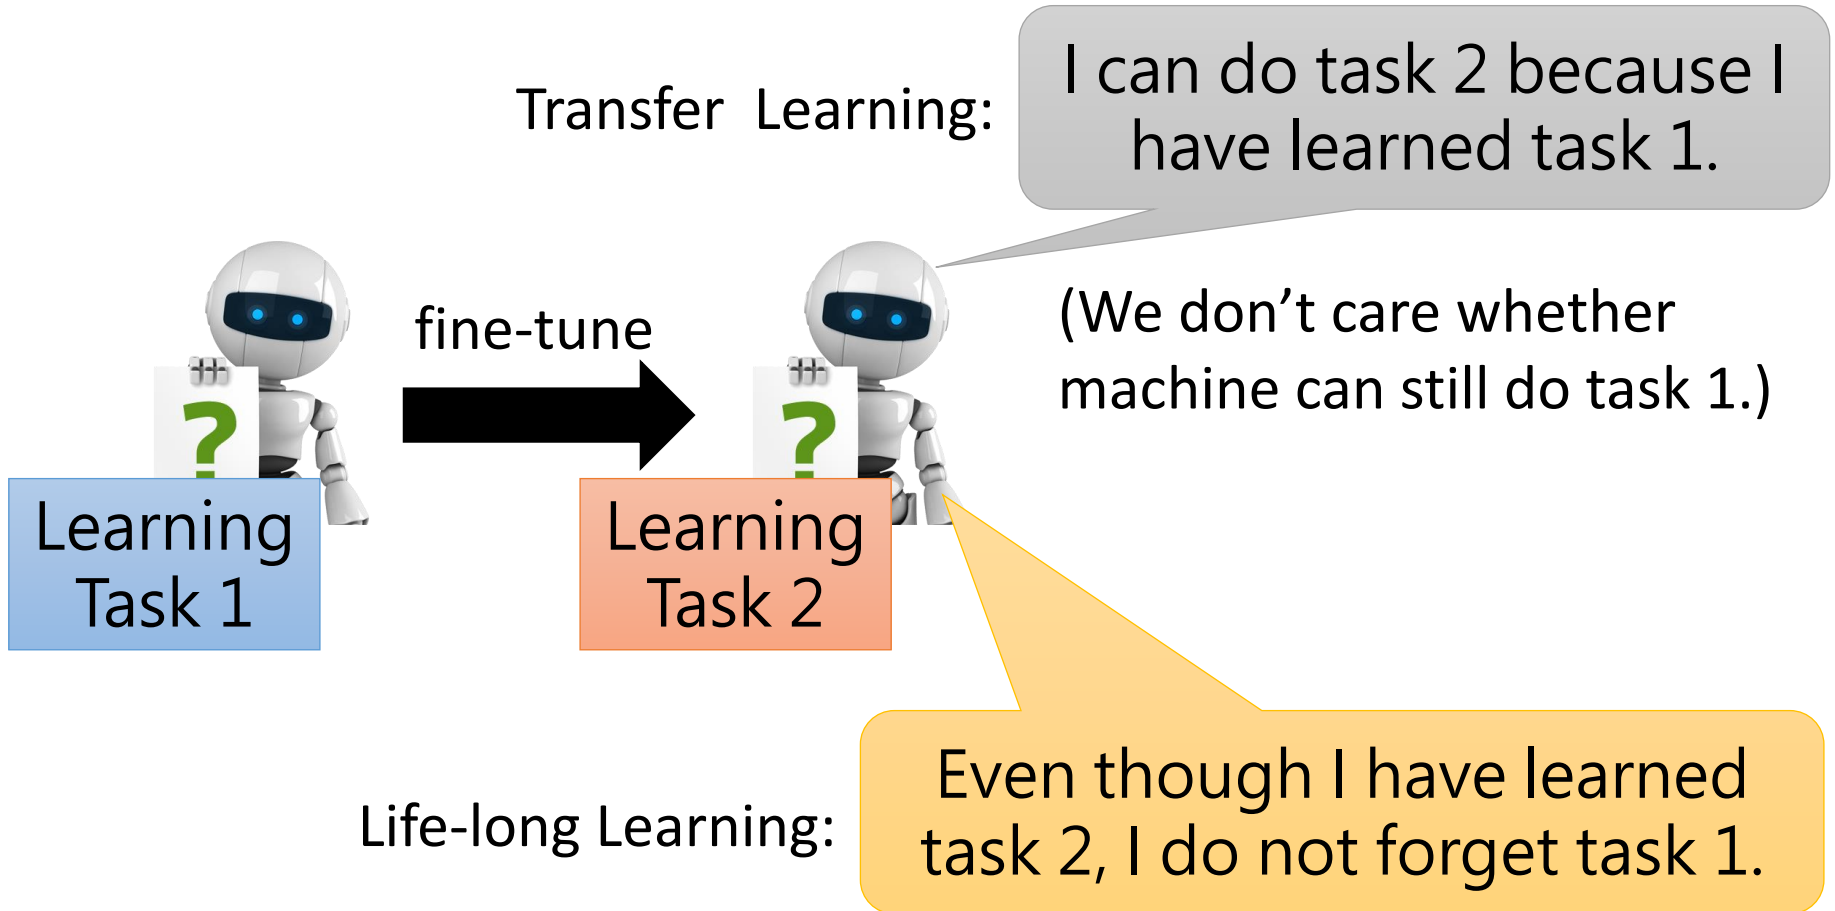 Transfer Learning:
I can do task 2 because I
have learned task 1.
fine-tune
(We don’t care whether
machine can still do task 1.)
?
?
Learning
Task 1
Learning
Task 2
Life-long Learning:
Even though I have learned
task 2, I do not forget task 1.